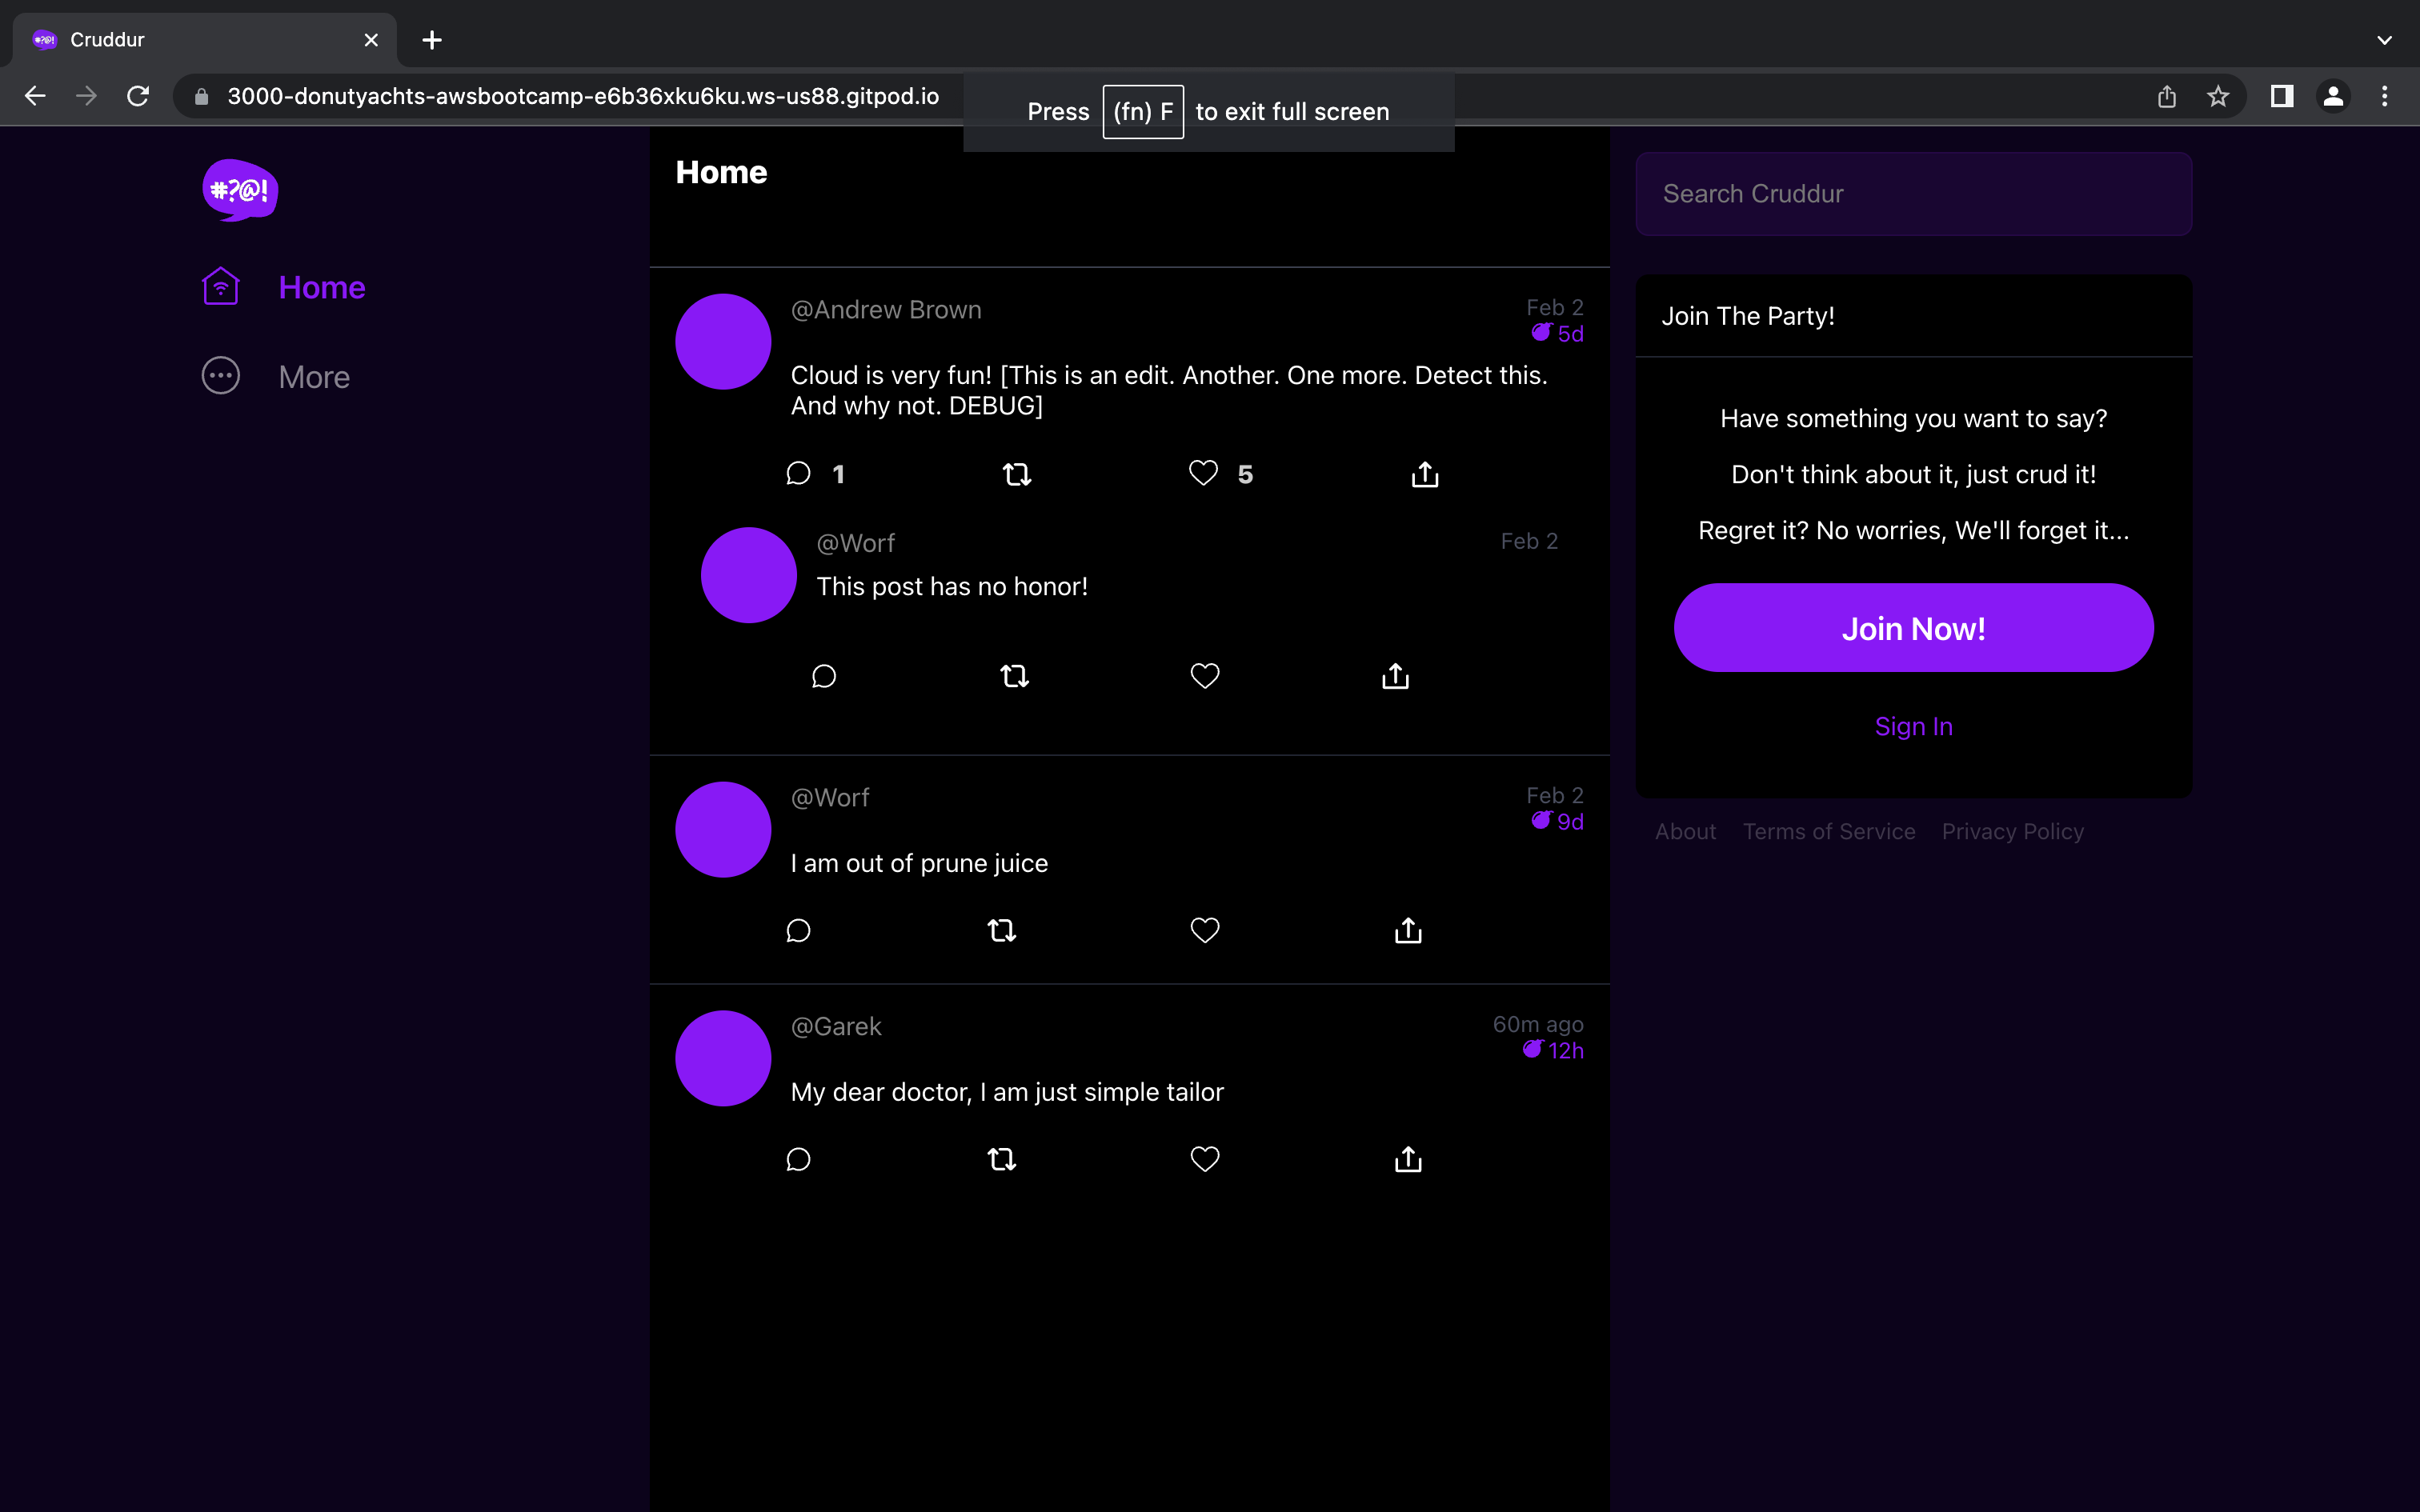 Cruddur
3000-donutyachts-awsbootcamp-e6b36xku6ku.ws-us88.gitpod.io
Press (fn) F to exit full screen
#?@!
Home
More
Home
@Andrew Brown
Feb 2
5d
Cloud is very fun! [This is an edit. Another. One more. Detect this.
And why not. DEBUG]
1
5
@Worf
Feb 2
This post has no honor!
@Worf
Feb 2
9d
I am out of prune juice
@Garek
60m ago
12h
My dear doctor, I am just simple tailor
Search Cruddur
Join The Party!
Have something you want to say?
Don't think about it, just crud it!
Regret it? No worries, We'll forget it...
Join Now!
Sign In
About Terms of Service Privacy Policy